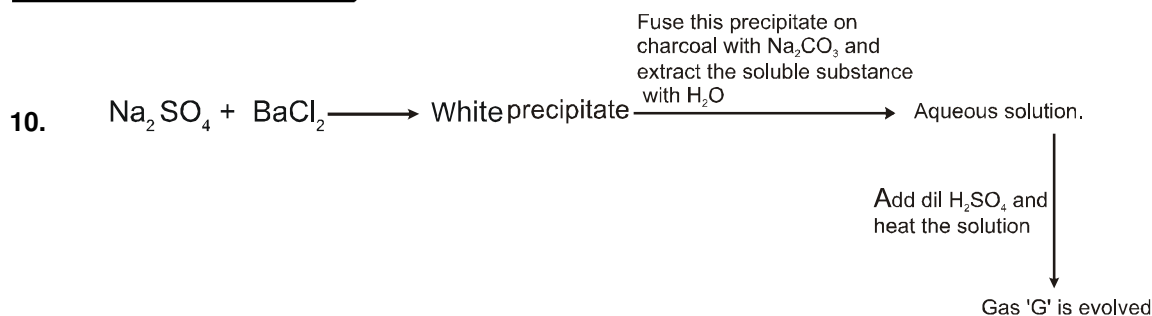 Fuse this precipitate on
charcoal with Na₂CO₃ and
extract the soluble substance
with H₂O
10. Na₂SO₄ + BaCl₂ ⟶ White precipitate ⟶ Aqueous solution.
Add dil H₂SO₄ and
heat the solution
Gas 'G' is evolved